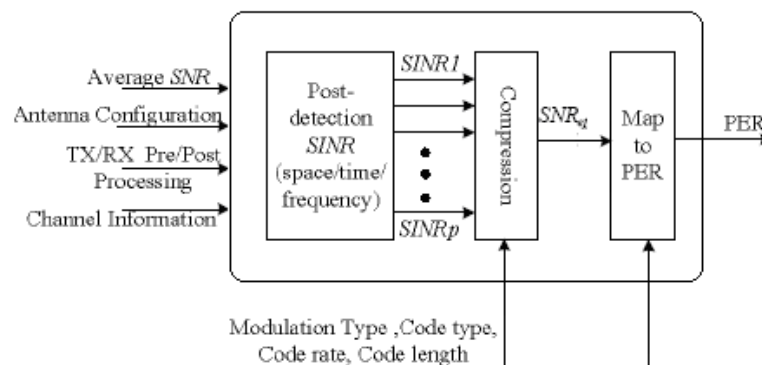 Average SNR
Antenna Configuration
TX/RX Pre/Post
Processing
Channel Information
Post-
detection
SINR
(space/time/
frequency)
SINR1
SINRp
Compression
SNReq
Map
to
PER
PER
Modulation Type ,Code type,
Code rate, Code length